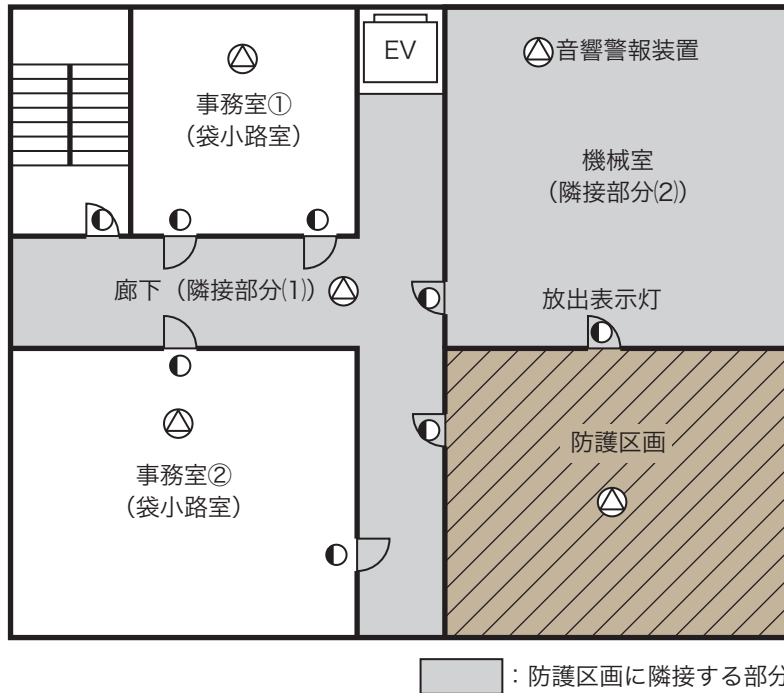 EV
音響警報装置
事務室①
（袋小路室）
機械室
（隣接部分⑵）
廊下（隣接部分⑴）
放出表示灯
防護区画
事務室②
（袋小路室）
：防護区画に隣接する部分